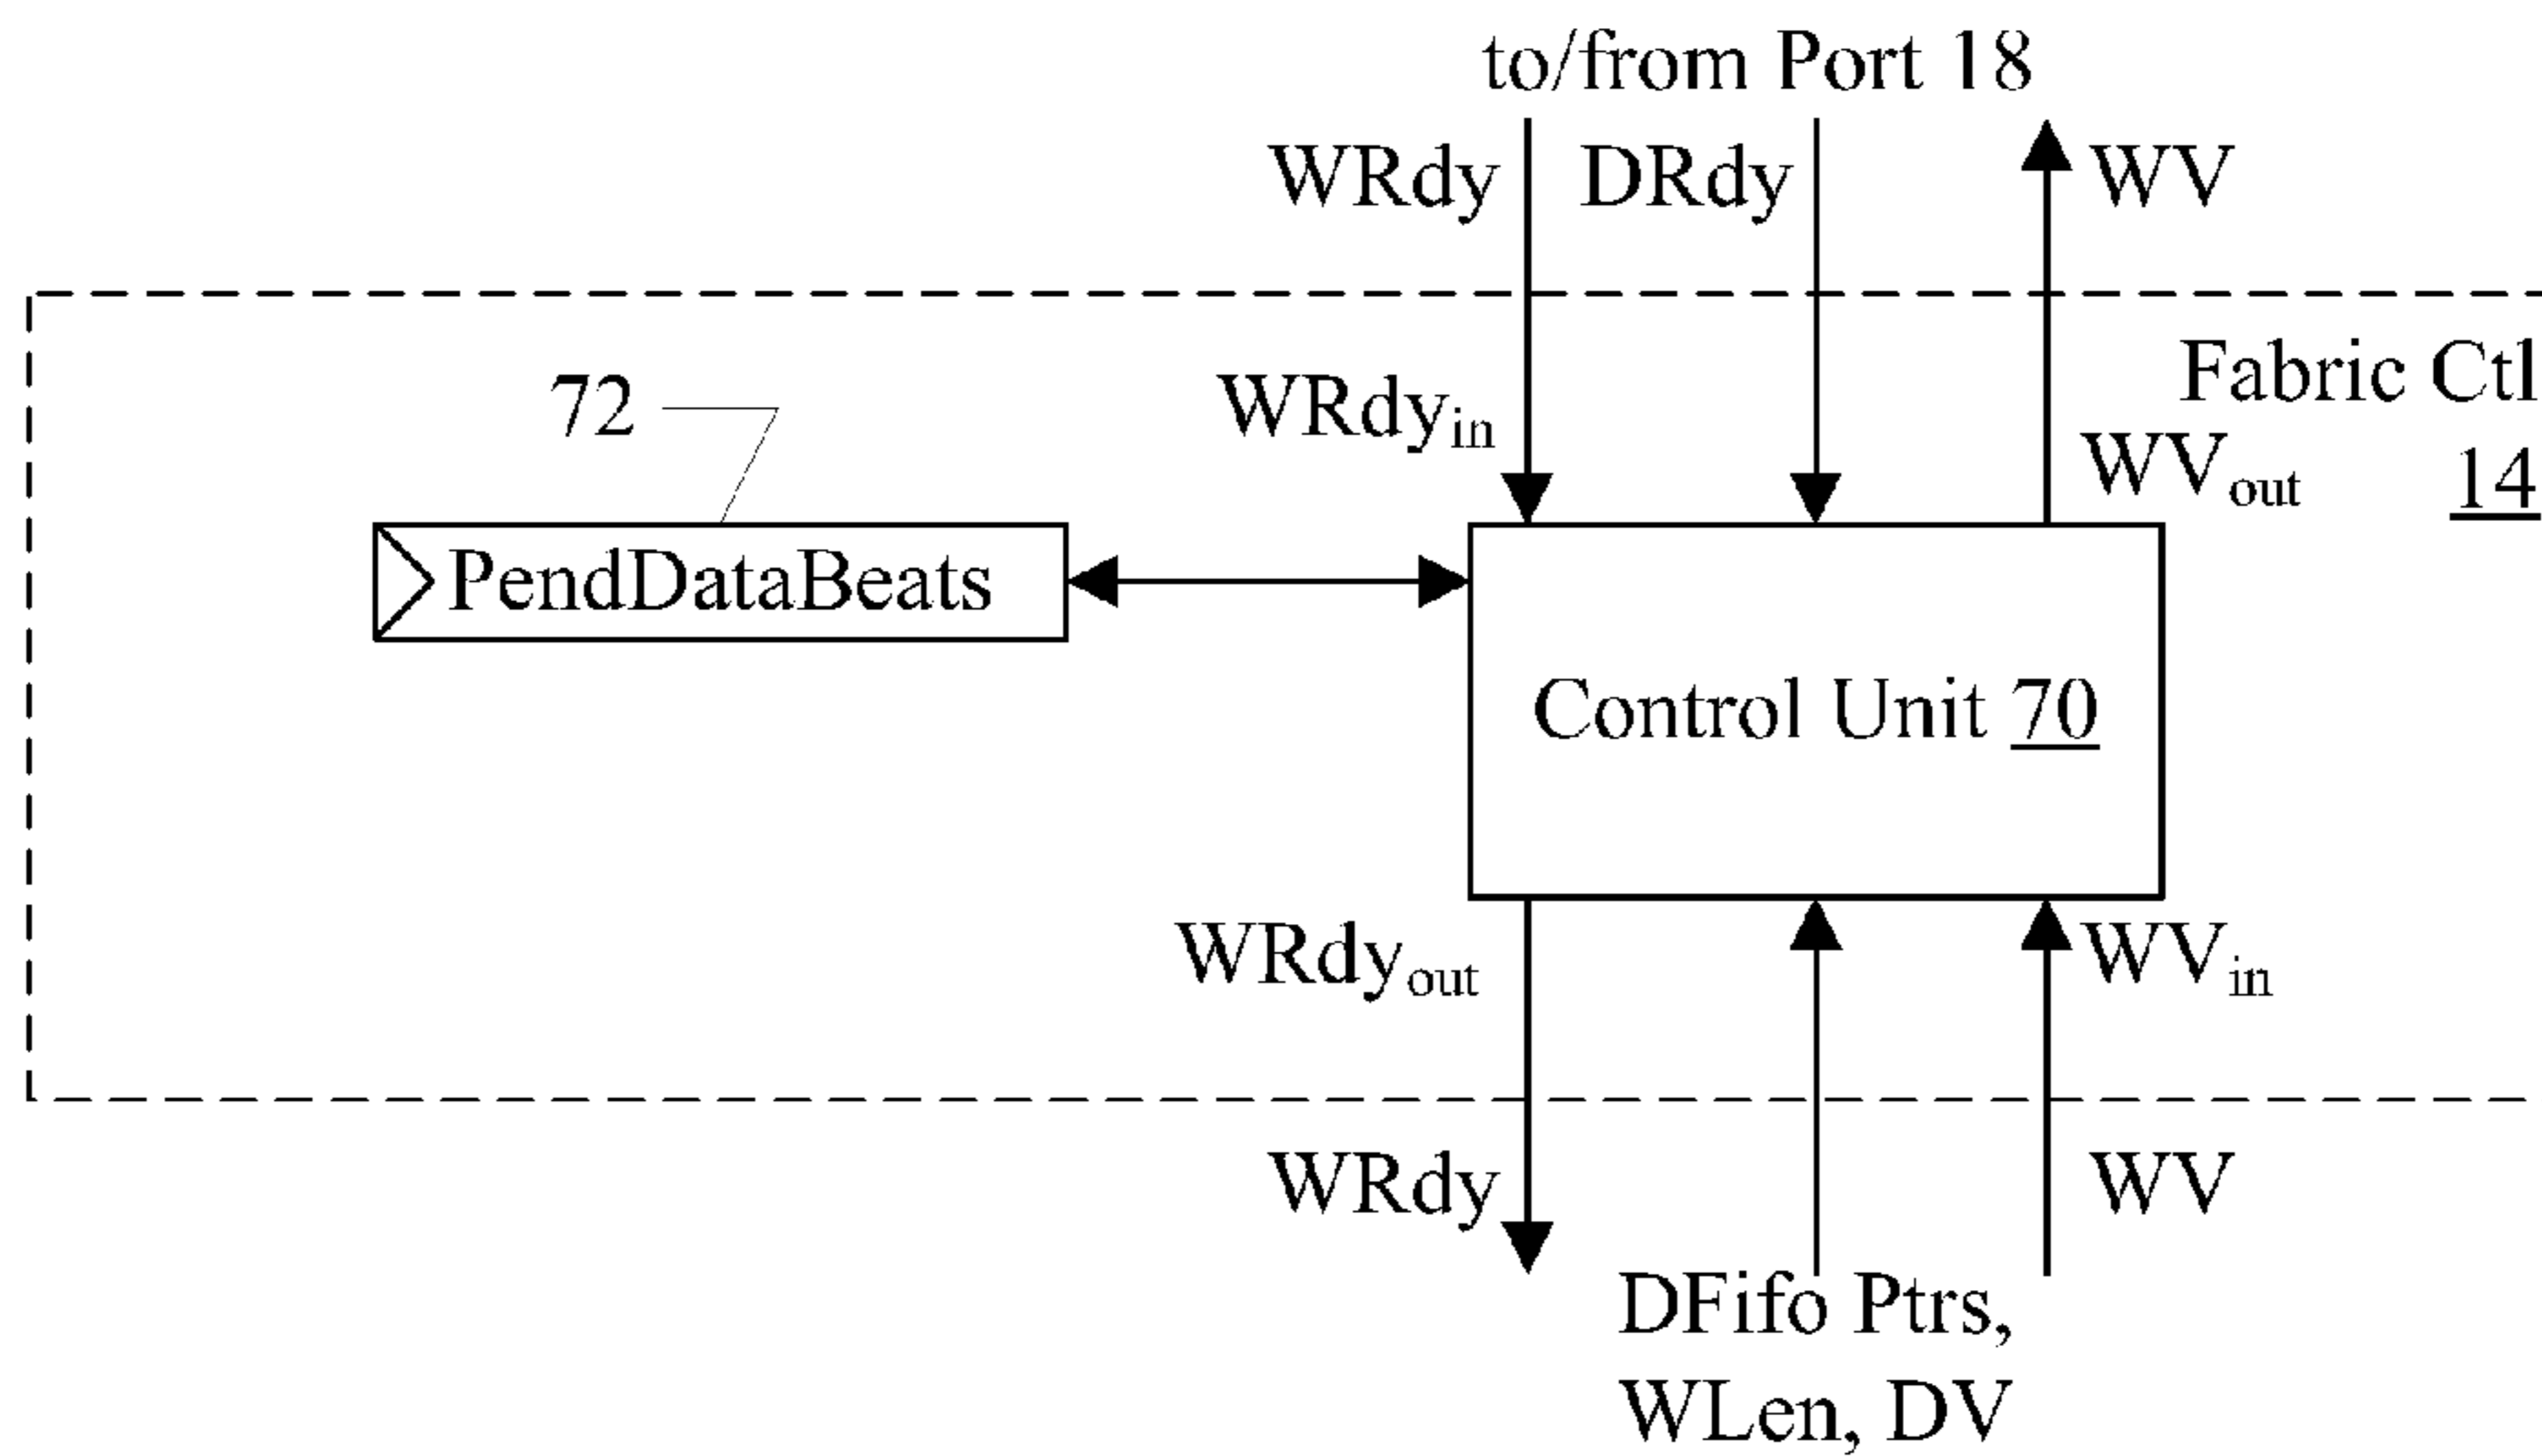 to/from Port 18
WRdy DRdy WV
Fabric Ctl
14
72
WRdyin
WVout
PendDataBeats
Control Unit 70
WRdyout
WVin
WRdy
WV
DFifo Ptrs,
WLen, DV